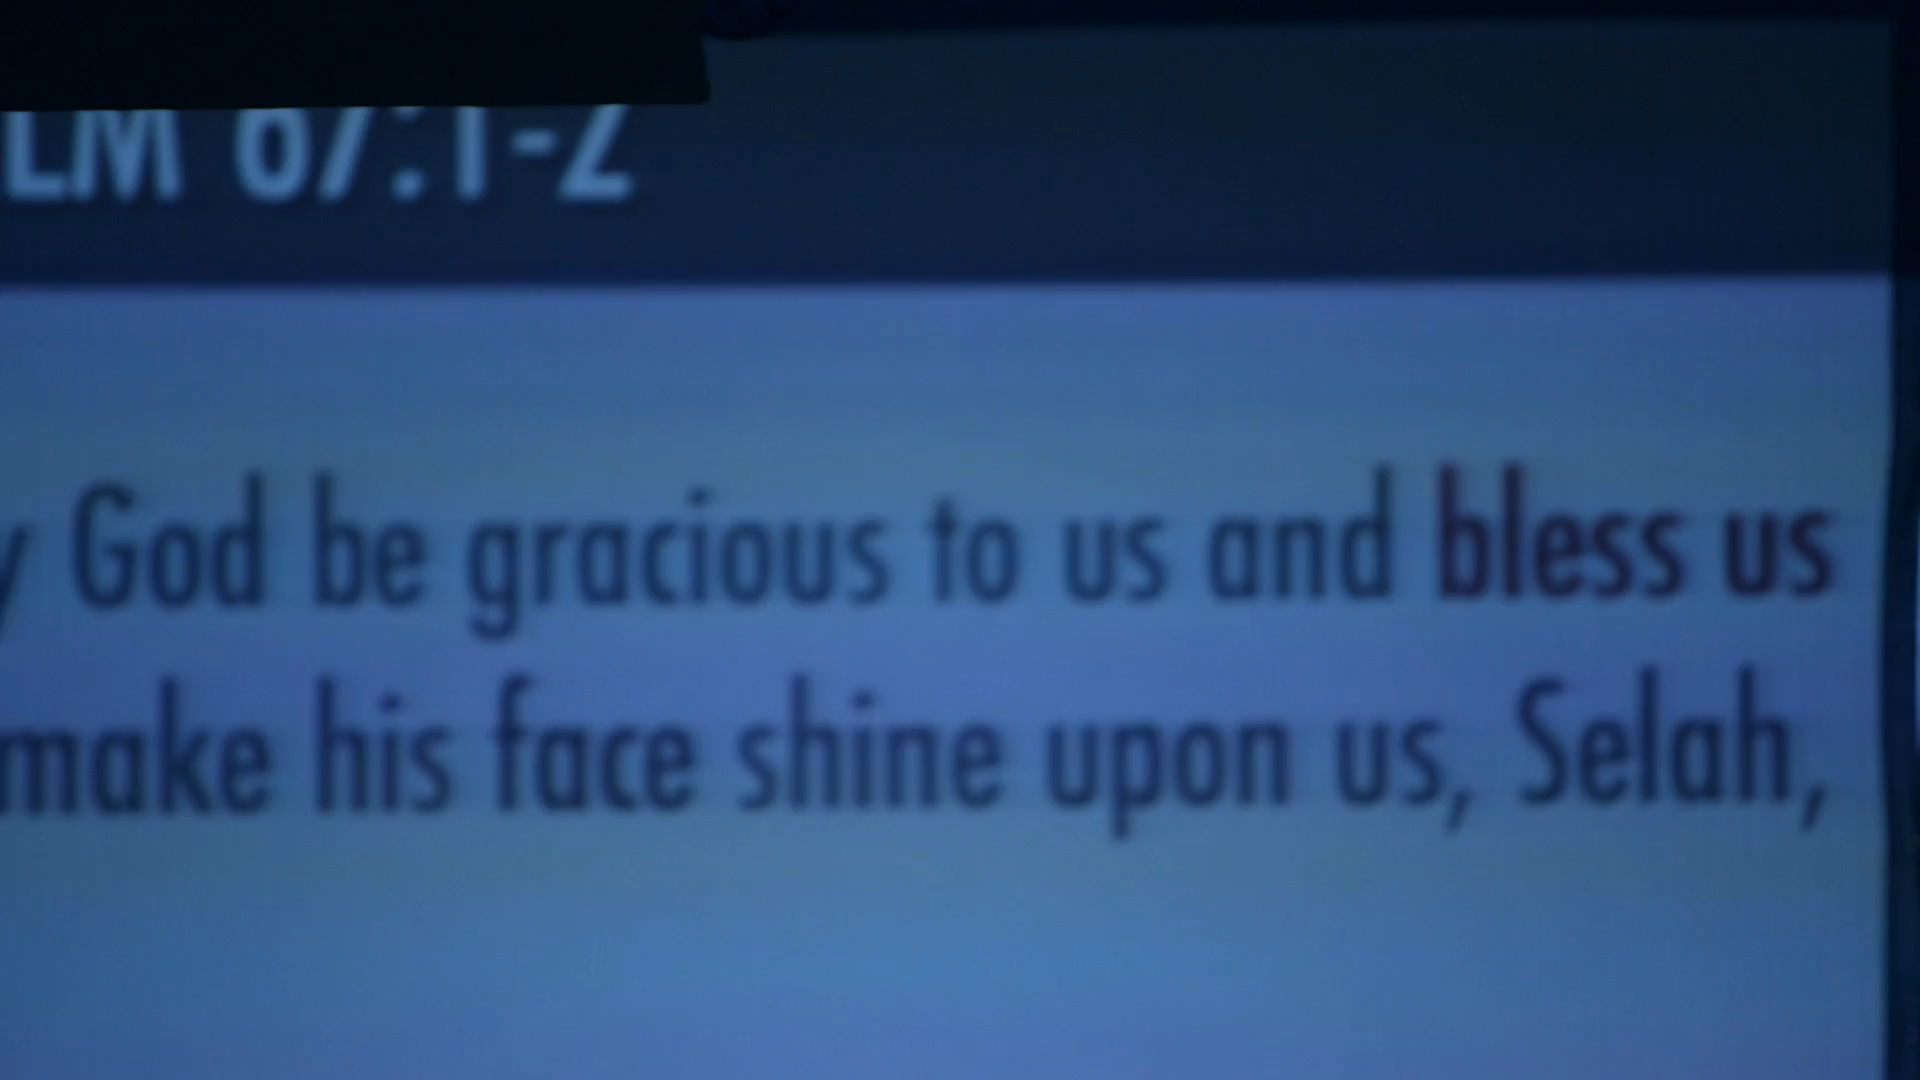 LM 67:1-2
y God be gracious to us and bless us
make his face shine upon us, Selah,